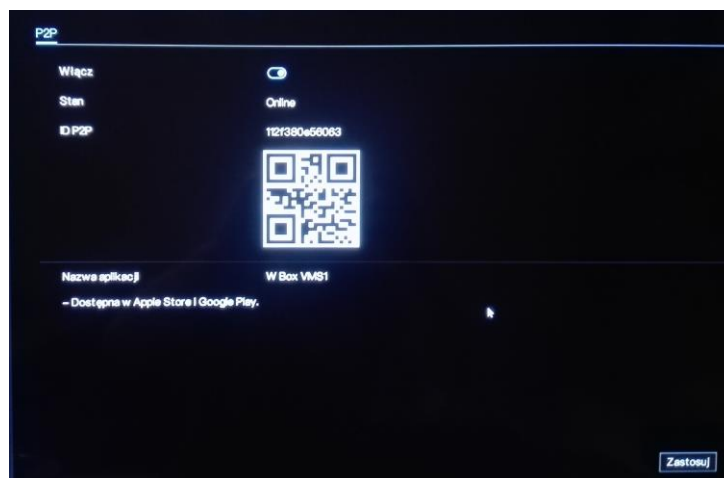 P2P
Włącz
Stan Online
ID P2P 112f380e56063
Nazwa aplikacji W Box VMS1
– Dostępna w Apple Store i Google Play.
Zastosuj